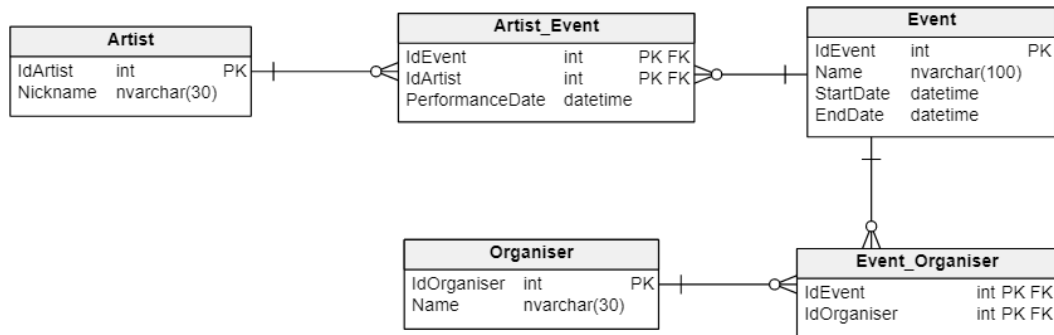 Artist
IdArtist int PK
Nickname nvarchar(30)
Artist_Event
IdEvent int PK FK
IdArtist int PK FK
PerformanceDate datetime
Event
IdEvent int PK
Name nvarchar(100)
StartDate datetime
EndDate datetime
Organiser
IdOrganiser int PK
Name nvarchar(30)
Event_Organiser
IdEvent int PK FK
IdOrganiser int PK FK